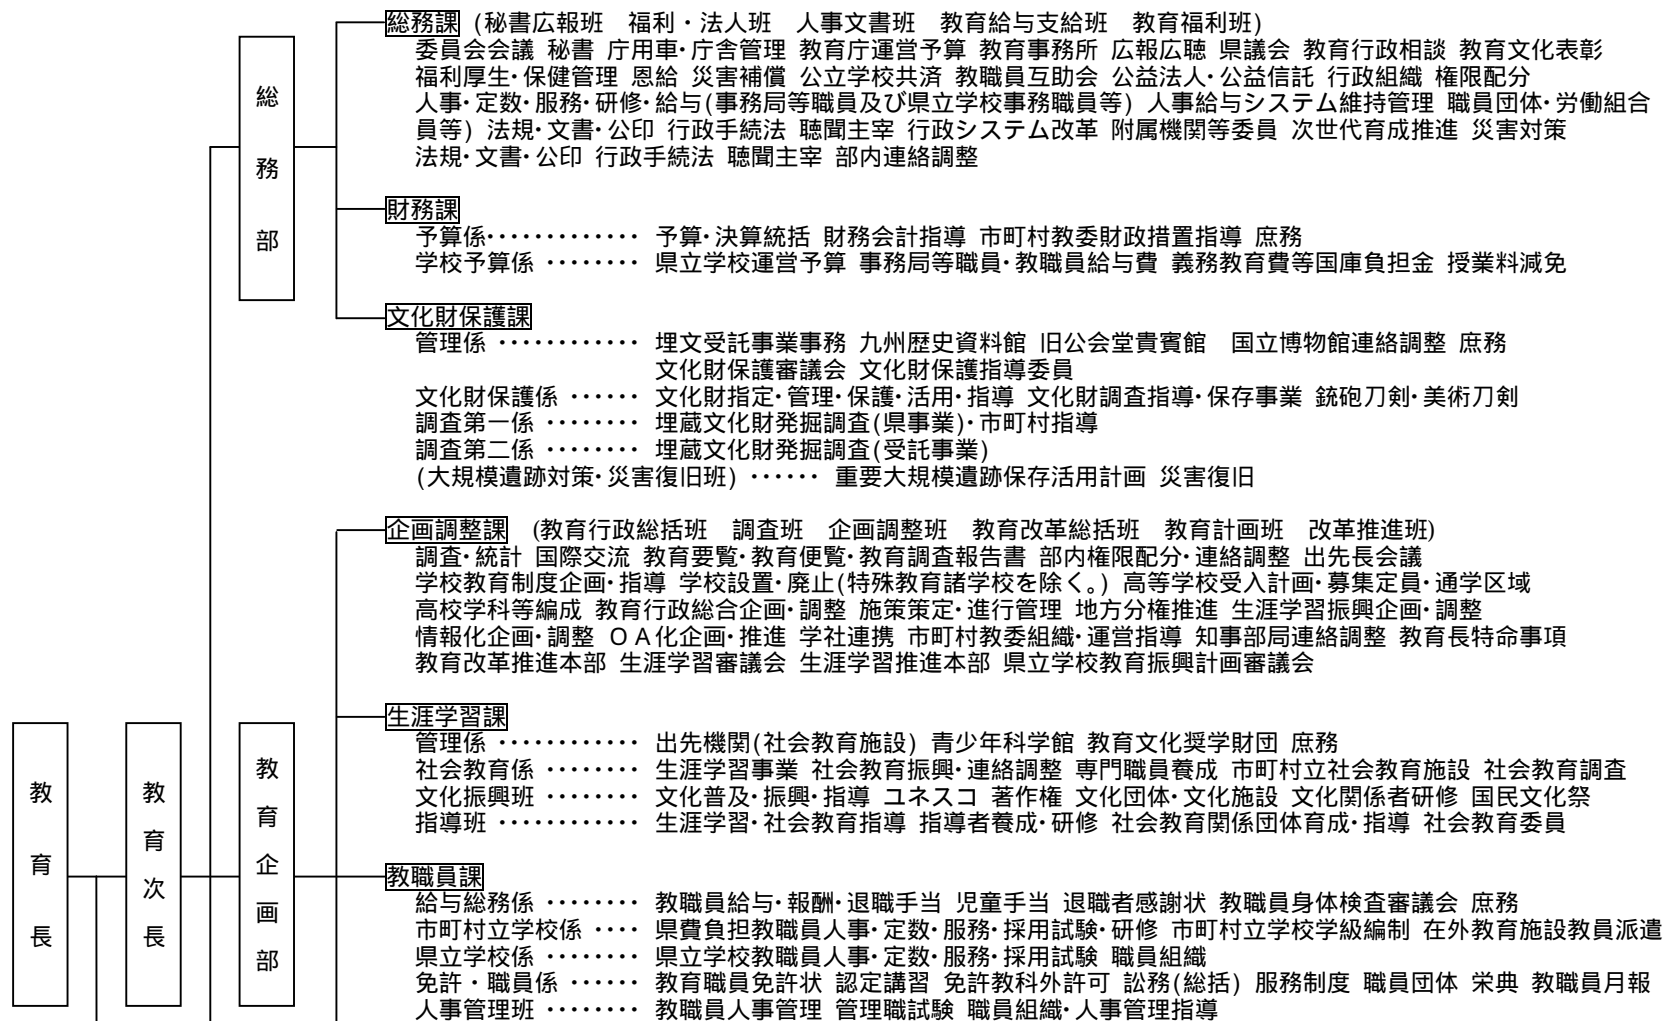 総務部
総務課 (秘書広報班　福利・法人班　人事文書班　教育給与支給班　教育福利班)
委員会会議 秘書 庁用車・庁舎管理 教育庁運営予算 教育事務所 広報広聴 県議会 教育行政相談 教育文化表彰
福利厚生・保健管理 恩給 災害補償 公立学校共済 教職員互助会 公益法人・公益信託 行政組織 権限配分
人事・定数・服務・研修・給与(事務局等職員及び県立学校事務職員等) 人事給与システム維持管理 職員団体・労働組合
員等) 法規・文書・公印 行政手続法 聴聞主宰 行政システム改革 附属機関等委員 次世代育成推進 災害対策
法規・文書・公印 行政手続法 聴聞主宰 部内連絡調整
財務課
予算係・・・・・・・・・・・・・ 予算・決算統括 財務会計指導 市町村教委財政措置指導 庶務
学校予算係 ・・・・・・・・ 県立学校運営予算 事務局等職員・教職員給与費 義務教育費等国庫負担金 授業料減免
文化財保護課
管理係 ・・・・・・・・・・・・ 埋文受託事業事務 九州歴史資料館 旧公会堂貴賓館　国立博物館連絡調整 庶務
文化財保護審議会 文化財保護指導委員
文化財保護係 ・・・・・・ 文化財指定・管理・保護・活用・指導 文化財調査指導・保存事業 銃砲刀剣・美術刀剣
調査第一係 ・・・・・・・・ 埋蔵文化財発掘調査(県事業)・市町村指導
調査第二係 ・・・・・・・・ 埋蔵文化財発掘調査(受託事業)
(大規模遺跡対策・災害復旧班) ・・・・・・ 重要大規模遺跡保存活用計画 災害復旧
教育長
教育次長
教育企画部
企画調整課　(教育行政総括班　調査班　企画調整班　教育改革総括班　教育計画班　改革推進班)
調査・統計 国際交流 教育要覧・教育便覧・教育調査報告書 部内権限配分・連絡調整 出先長会議
学校教育制度企画・指導 学校設置・廃止(特殊教育諸学校を除く。) 高等学校受入計画・募集定員・通学区域
高校学科等編成 教育行政総合企画・調整 施策策定・進行管理 地方分権推進 生涯学習振興企画・調整
情報化企画・調整 ＯＡ化企画・推進 学社連携 市町村教委組織・運営指導 知事部局連絡調整 教育長特命事項
教育改革推進本部 生涯学習審議会 生涯学習推進本部 県立学校教育振興計画審議会
生涯学習課
管理係 ・・・・・・・・・・・・ 出先機関(社会教育施設) 青少年科学館 教育文化奨学財団 庶務
社会教育係 ・・・・・・・・ 生涯学習事業 社会教育振興・連絡調整 専門職員養成 市町村立社会教育施設 社会教育調査
文化振興班 ・・・・・・・・ 文化普及・振興・指導 ユネスコ 著作権 文化団体・文化施設 文化関係者研修 国民文化祭
指導班 ・・・・・・・・・・・・ 生涯学習・社会教育指導 指導者養成・研修 社会教育関係団体育成・指導 社会教育委員
教職員課
給与総務係 ・・・・・・・・ 教職員給与・報酬・退職手当 児童手当 退職者感謝状 教職員身体検査審議会 庶務
市町村立学校係 ・・・・ 県費負担教職員人事・定数・服務・採用試験・研修 市町村立学校学級編制 在外教育施設教員派遣
県立学校係 ・・・・・・・・ 県立学校教職員人事・定数・服務・採用試験 職員組織
免許・職員係 ・・・・・・ 教育職員免許状 認定講習 免許教科外許可 訟務(総括) 服務制度 職員団体 栄典 教職員月報
人事管理班 ・・・・・・・・ 教職員人事管理 管理職試験 職員組織・人事管理指導